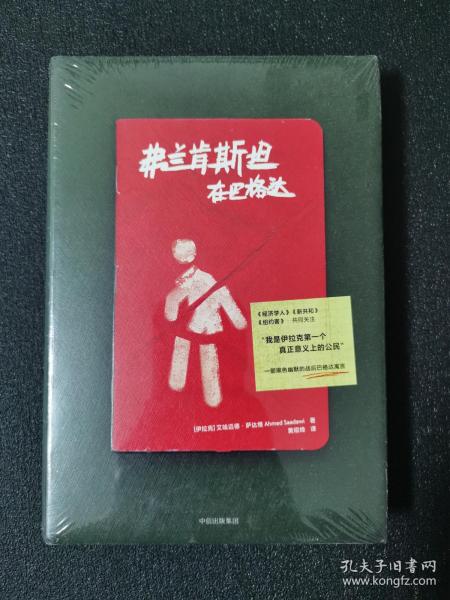 弗兰肯斯坦
在巴格达
《经济学人》《新共和》
《纽约客》 共同关注
“我是伊拉克第一个
真正意义上的公民”
一部黑色幽默的战后巴格达寓言
[伊拉克] 艾哈迈德·萨达维 Ahmed Saadawi 著
黄琼锋 译
中信出版集团
孔夫子旧书网
www.kongfz.com